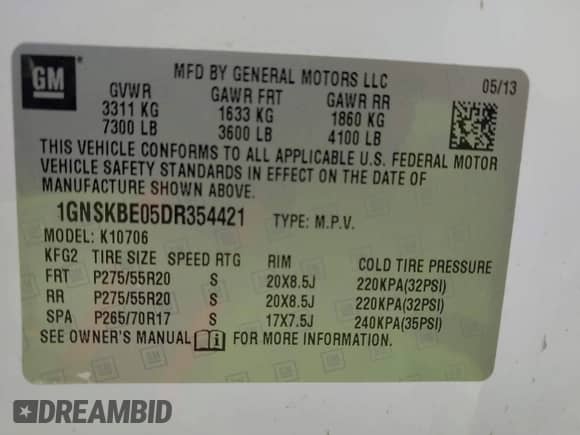 GM
MFD BY GENERAL MOTORS LLC
05/13
GVWR GAWR FRT GAWR RR
3311 KG 1633 KG 1860 KG
7300 LB 3600 LB 4100 LB
THIS VEHICLE CONFORMS TO ALL APPLICABLE U.S. FEDERAL MOTOR
VEHICLE SAFETY STANDARDS IN EFFECT ON THE DATE OF
MANUFACTURE SHOWN ABOVE.
1GNSKBE05DR354421 TYPE: M.P.V.
MODEL: K10706
KFG2 TIRE SIZE SPEED RTG RIM COLD TIRE PRESSURE
FRT P275/55R20 S 20X8.5J 220KPA(32PSI)
RR P275/55R20 S 20X8.5J 220KPA(32PSI)
SPA P265/70R17 S 17X7.5J 240KPA(35PSI)
SEE OWNER'S MANUAL i FOR MORE INFORMATION.
DREAMBID